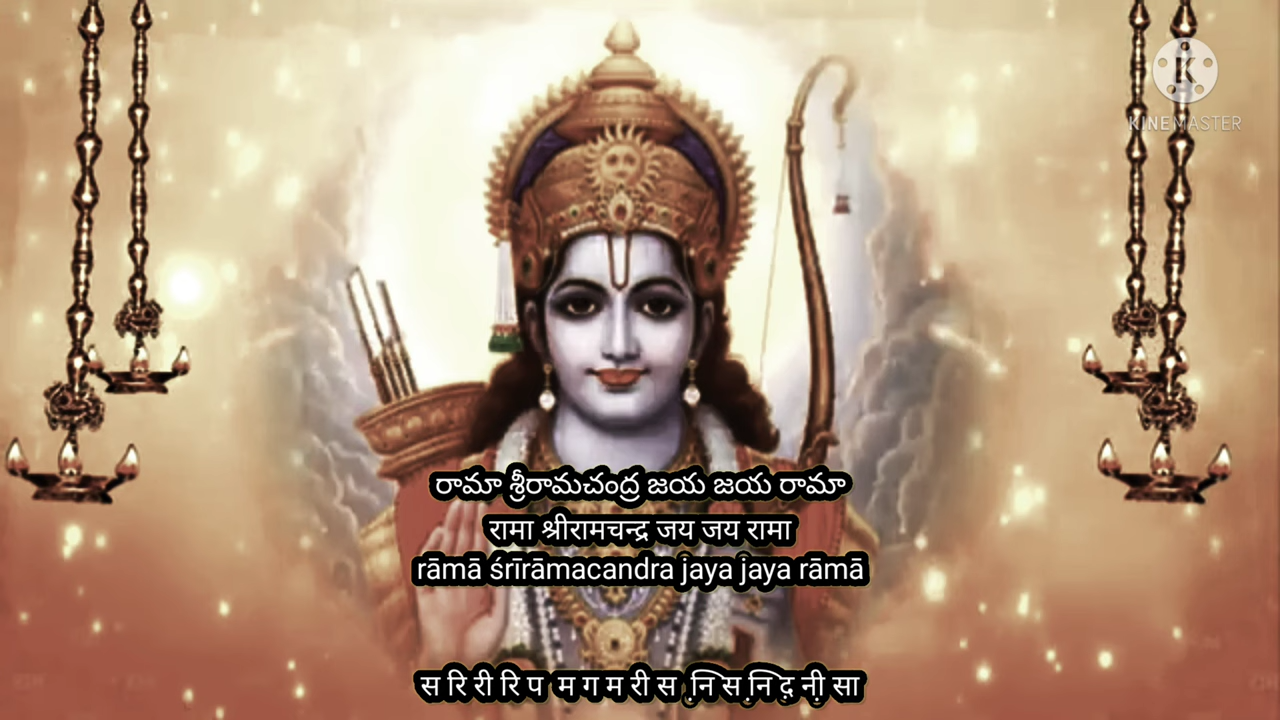 KINEMASTER
రామా శ్రీరామచంద్ర జయ జయ రామా
रामा श्रीरामचन्द्र जय जय रामा
rāmā śrīrāmacandra jaya jaya rāmā
स रि री रि प म ग म री स ऩि स ऩि द़ ऩी सा